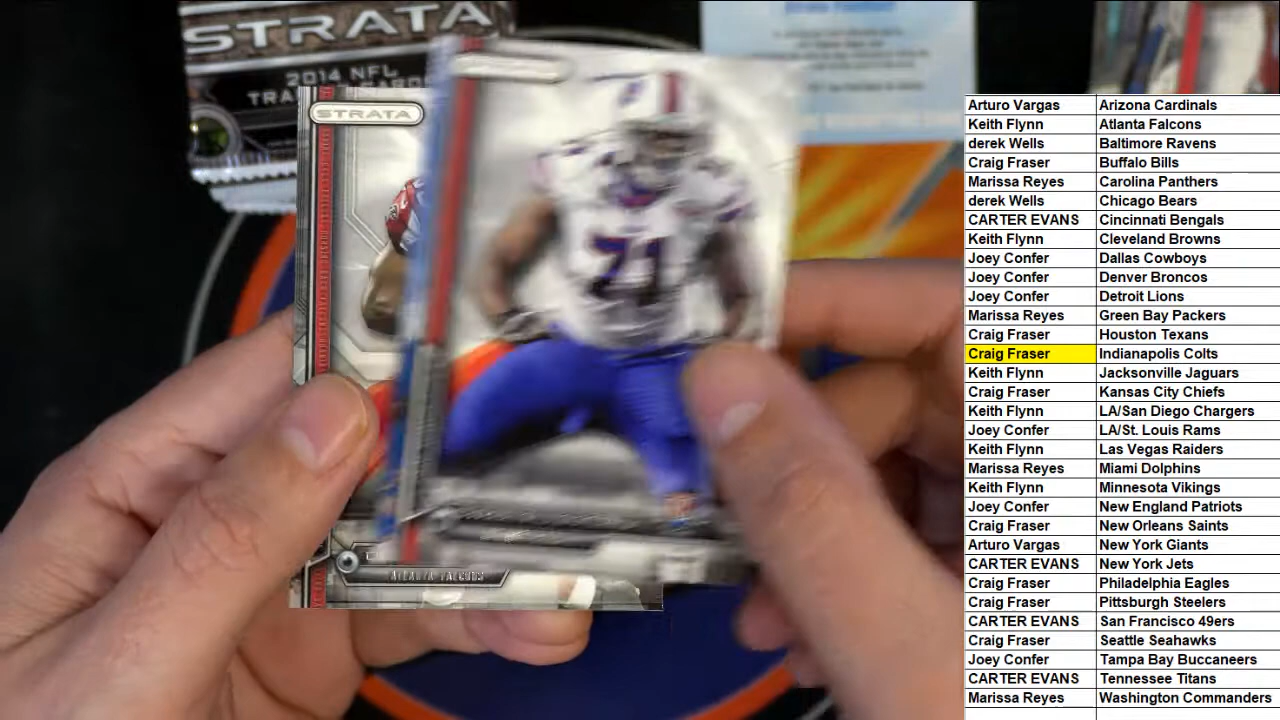 STRATA
2014 NFL
STRATA
71
ATLANTA FALCONS
Arturo Vargas Arizona Cardinals
Keith Flynn Atlanta Falcons
derek Wells Baltimore Ravens
Craig Fraser Buffalo Bills
Marissa Reyes Carolina Panthers
derek Wells Chicago Bears
CARTER EVANS Cincinnati Bengals
Keith Flynn Cleveland Browns
Joey Confer Dallas Cowboys
Joey Confer Denver Broncos
Joey Confer Detroit Lions
Marissa Reyes Green Bay Packers
Craig Fraser Houston Texans
Craig Fraser Indianapolis Colts
Keith Flynn Jacksonville Jaguars
Craig Fraser Kansas City Chiefs
Keith Flynn LA/San Diego Chargers
Joey Confer LA/St. Louis Rams
Keith Flynn Las Vegas Raiders
Marissa Reyes Miami Dolphins
Keith Flynn Minnesota Vikings
Joey Confer New England Patriots
Craig Fraser New Orleans Saints
Arturo Vargas New York Giants
CARTER EVANS New York Jets
Craig Fraser Philadelphia Eagles
Craig Fraser Pittsburgh Steelers
CARTER EVANS San Francisco 49ers
Craig Fraser Seattle Seahawks
Joey Confer Tampa Bay Buccaneers
CARTER EVANS Tennessee Titans
Marissa Reyes Washington Commanders